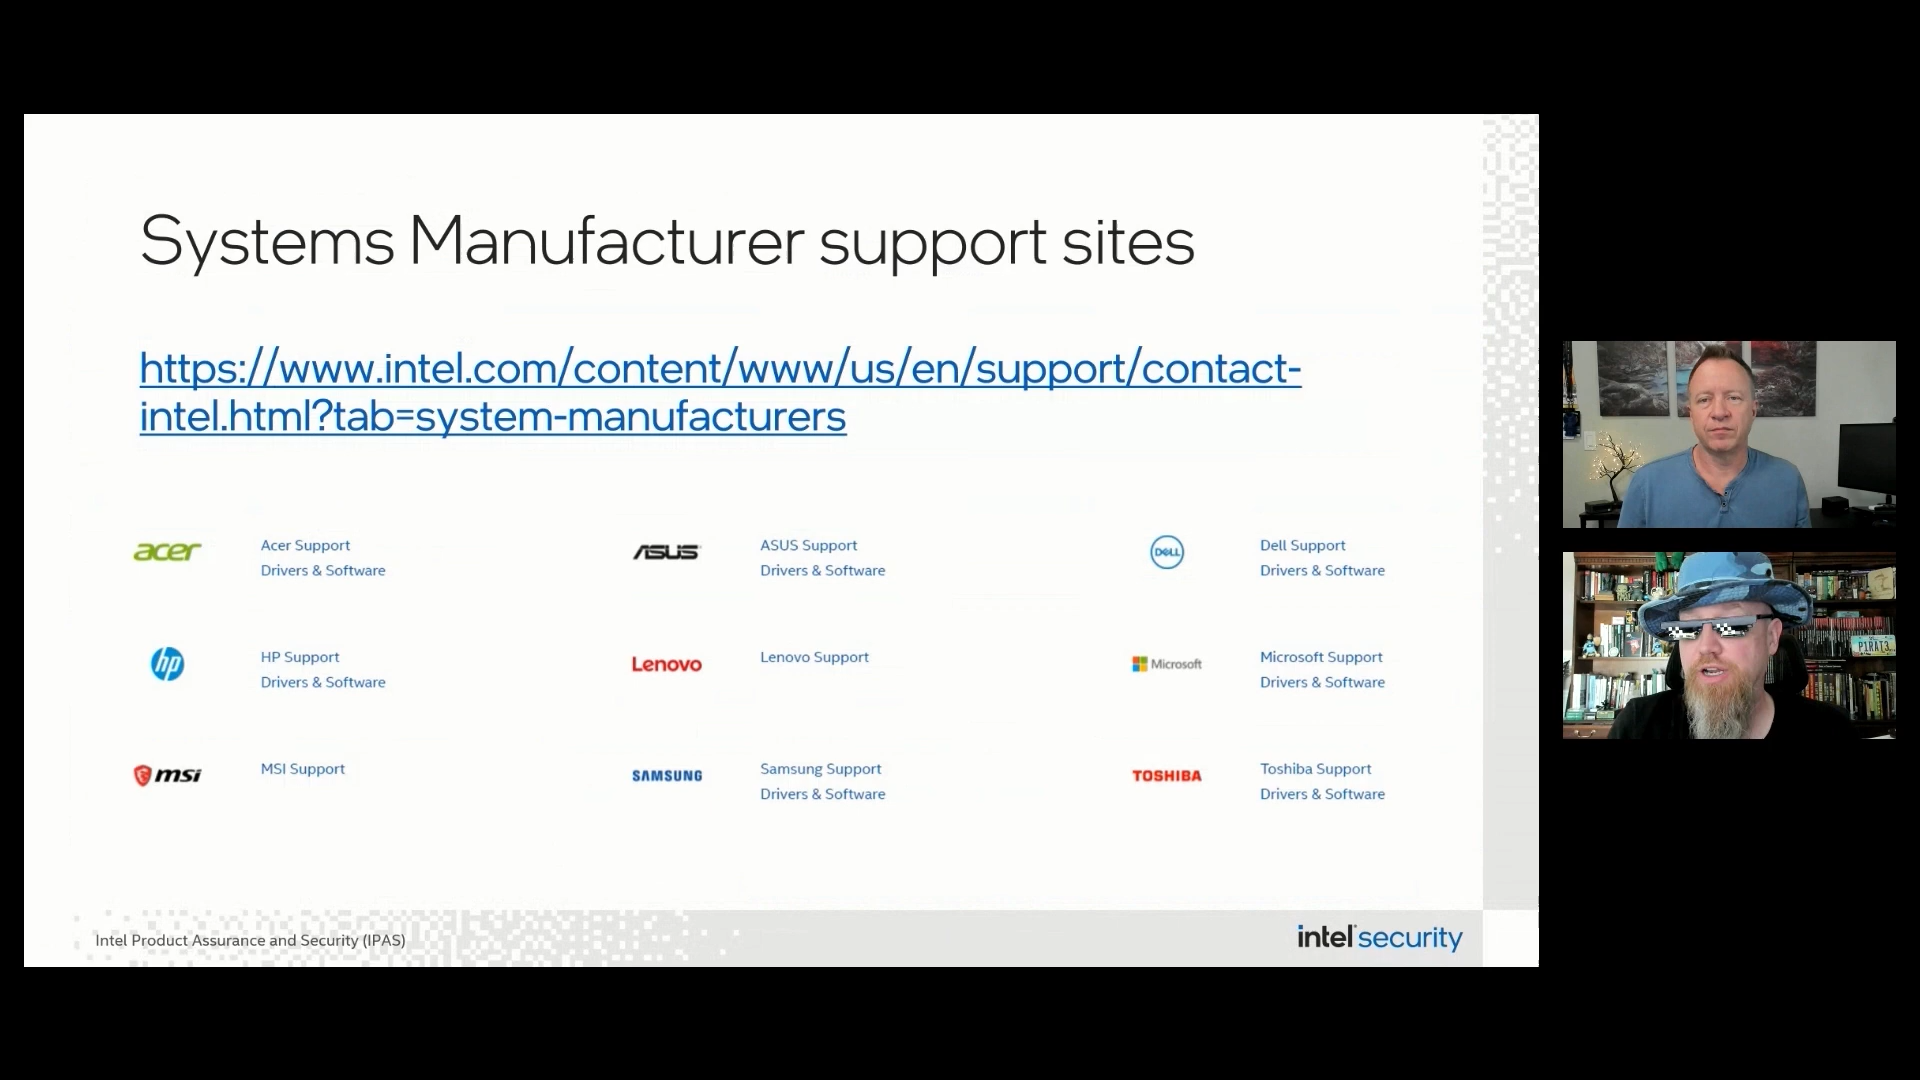 Systems Manufacturer support sites
https://www.intel.com/content/www/us/en/support/contact-
intel.html?tab=system-manufacturers
acer
Acer Support
Drivers & Software
ASUS
ASUS Support
Drivers & Software
DELL
Dell Support
Drivers & Software
hp
HP Support
Drivers & Software
Lenovo
Lenovo Support
Microsoft
Microsoft Support
Drivers & Software
msi
MSI Support
SAMSUNG
Samsung Support
Drivers & Software
TOSHIBA
Toshiba Support
Drivers & Software
Intel Product Assurance and Security (IPAS)
intel security
P1RAT3